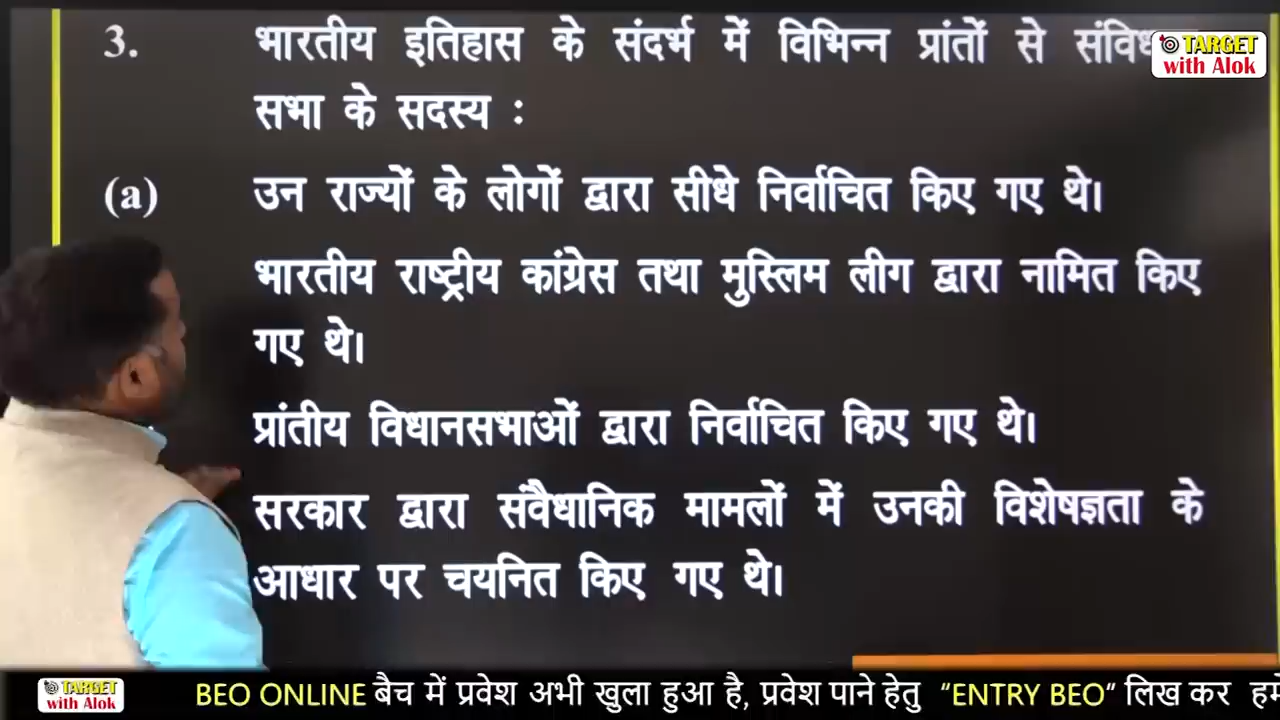 3. भारतीय इतिहास के संदर्भ में विभिन्न प्रांतों से
सभा के सदस्य :
(a) उन राज्यों के लोगों द्वारा सीधे निर्वाचित किए गए थे।
भारतीय राष्ट्रीय कांग्रेस तथा मुस्लिम लीग द्वारा नामित किए
गए थे।
प्रांतीय विधानसभाओं द्वारा निर्वाचित किए गए थे।
सरकार द्वारा संवैधानिक मामलों में उनकी विशेषज्ञता के
आधार पर चयनित किए गए थे।
TARGET
with Alok
TARGET
with Alok
BEO ONLINE बैच में प्रवेश अभी खुला हुआ है, प्रवेश पाने हेतु “ENTRY BEO“ लिख कर